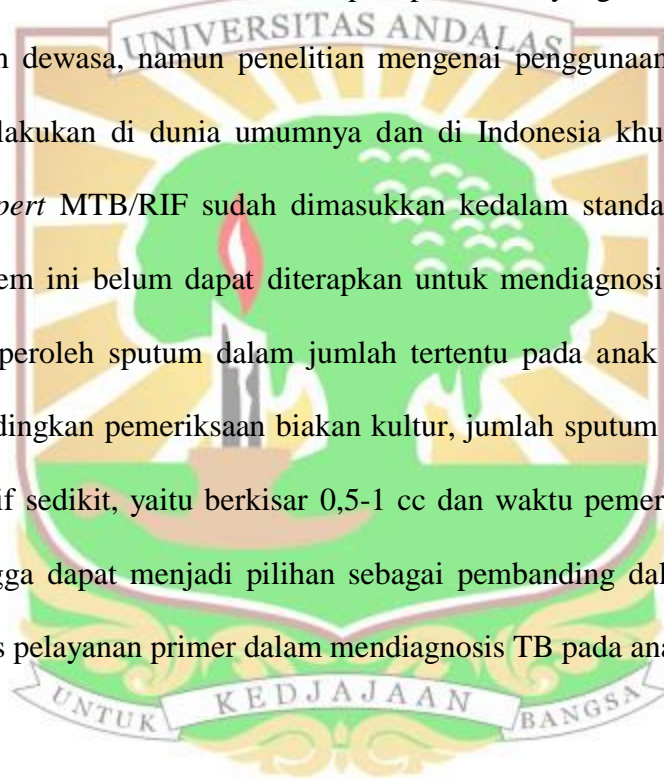 UNIVERSITAS ANDALAS
dewasa, namun penelitian mengenai penggunaan
lakukan di dunia umumnya dan di Indonesia khu
pert MTB/RIF sudah dimasukkan kedalam standa
em ini belum dapat diterapkan untuk mendiagnosi
peroleh sputum dalam jumlah tertentu pada anak
dingkan pemeriksaan biakan kultur, jumlah sputum
if sedikit, yaitu berkisar 0,5-1 cc dan waktu pemer
gga dapat menjadi pilihan sebagai pembanding dal
s pelayanan primer dalam mendiagnosis TB pada ana
UNTUK KEDJAJAAN BANGSA